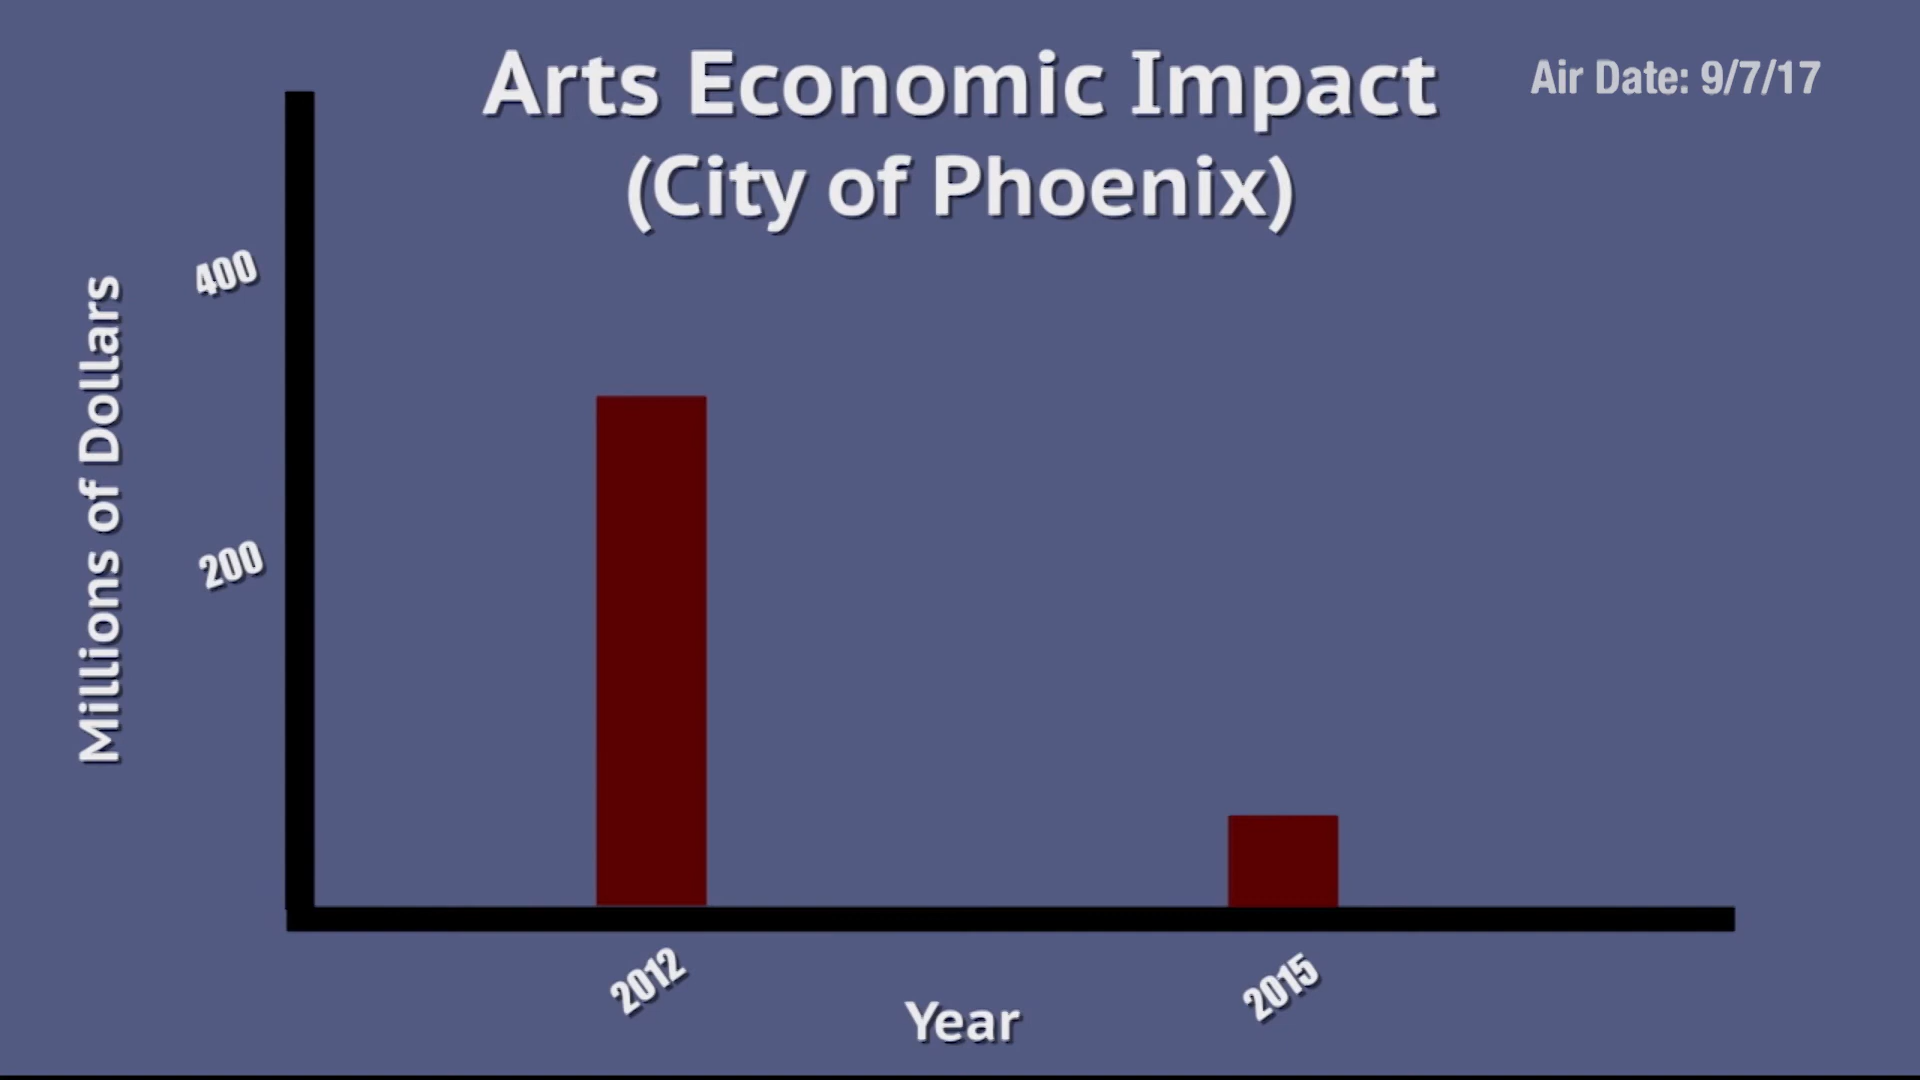 Arts Economic Impact
(City of Phoenix)
Air Date: 9/7/17
Millions of Dollars
400
200
2012
2015
Year